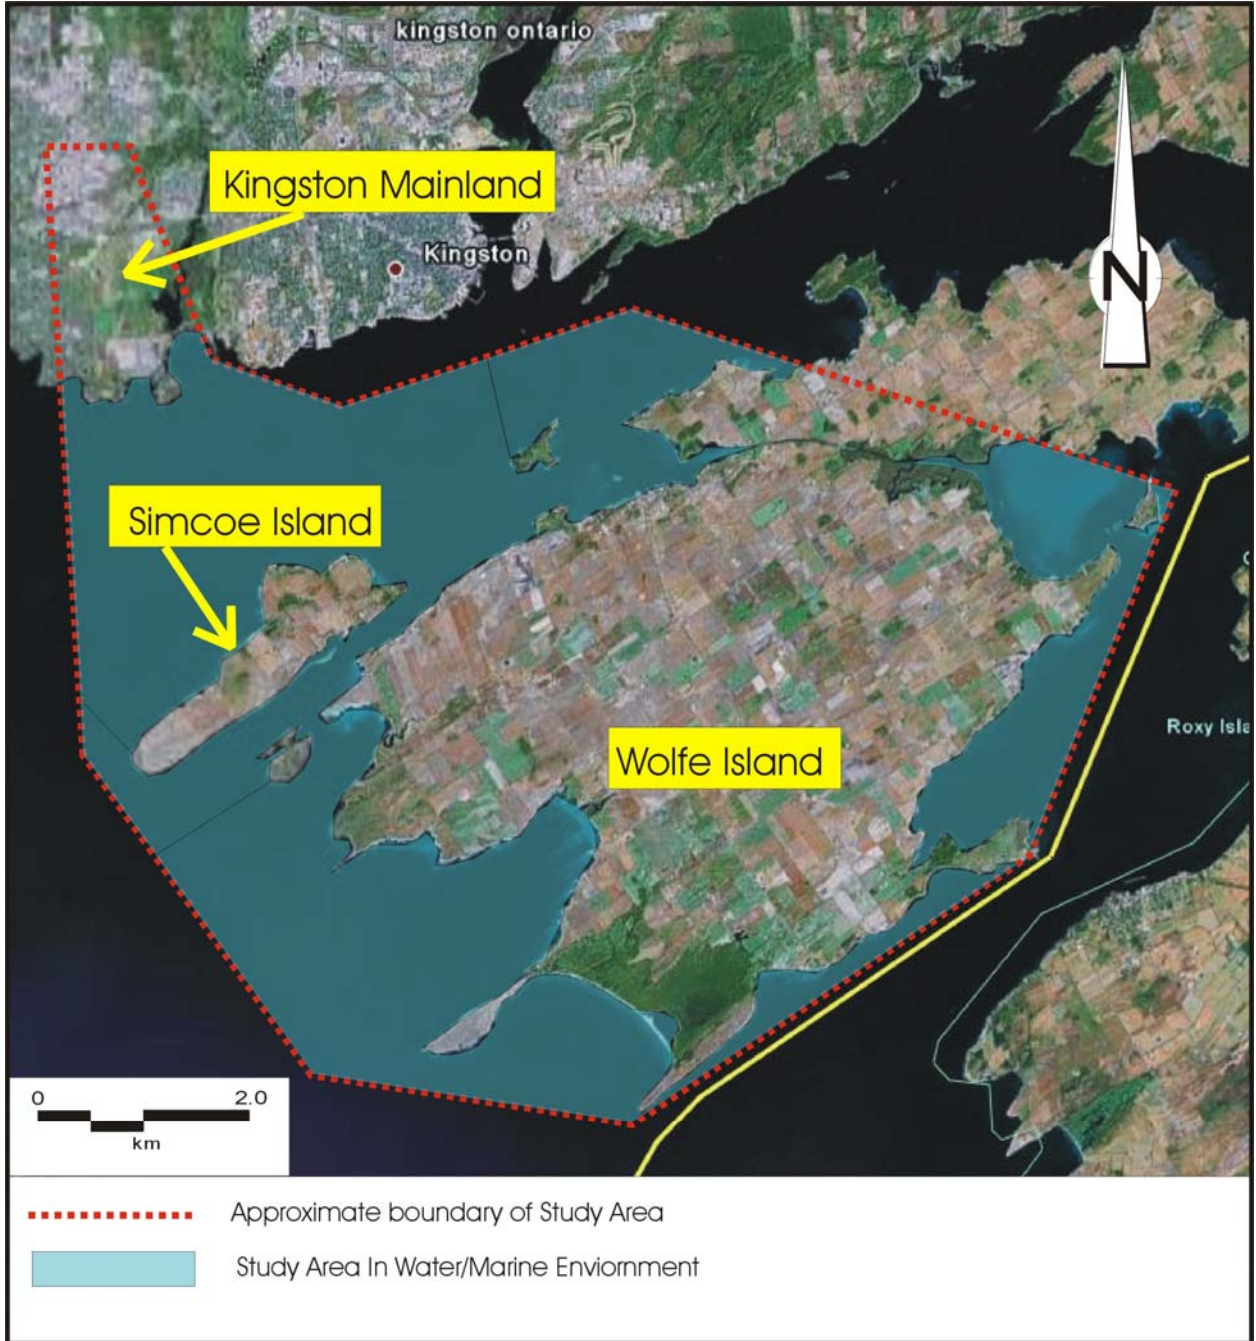 kingston ontario
Kingston Mainland
Kingston
N
Simcoe Island
Roxy Isla
Wolfe Island
0 2.0
km
Approximate boundary of Study Area
Study Area In Water/Marine Enviornment